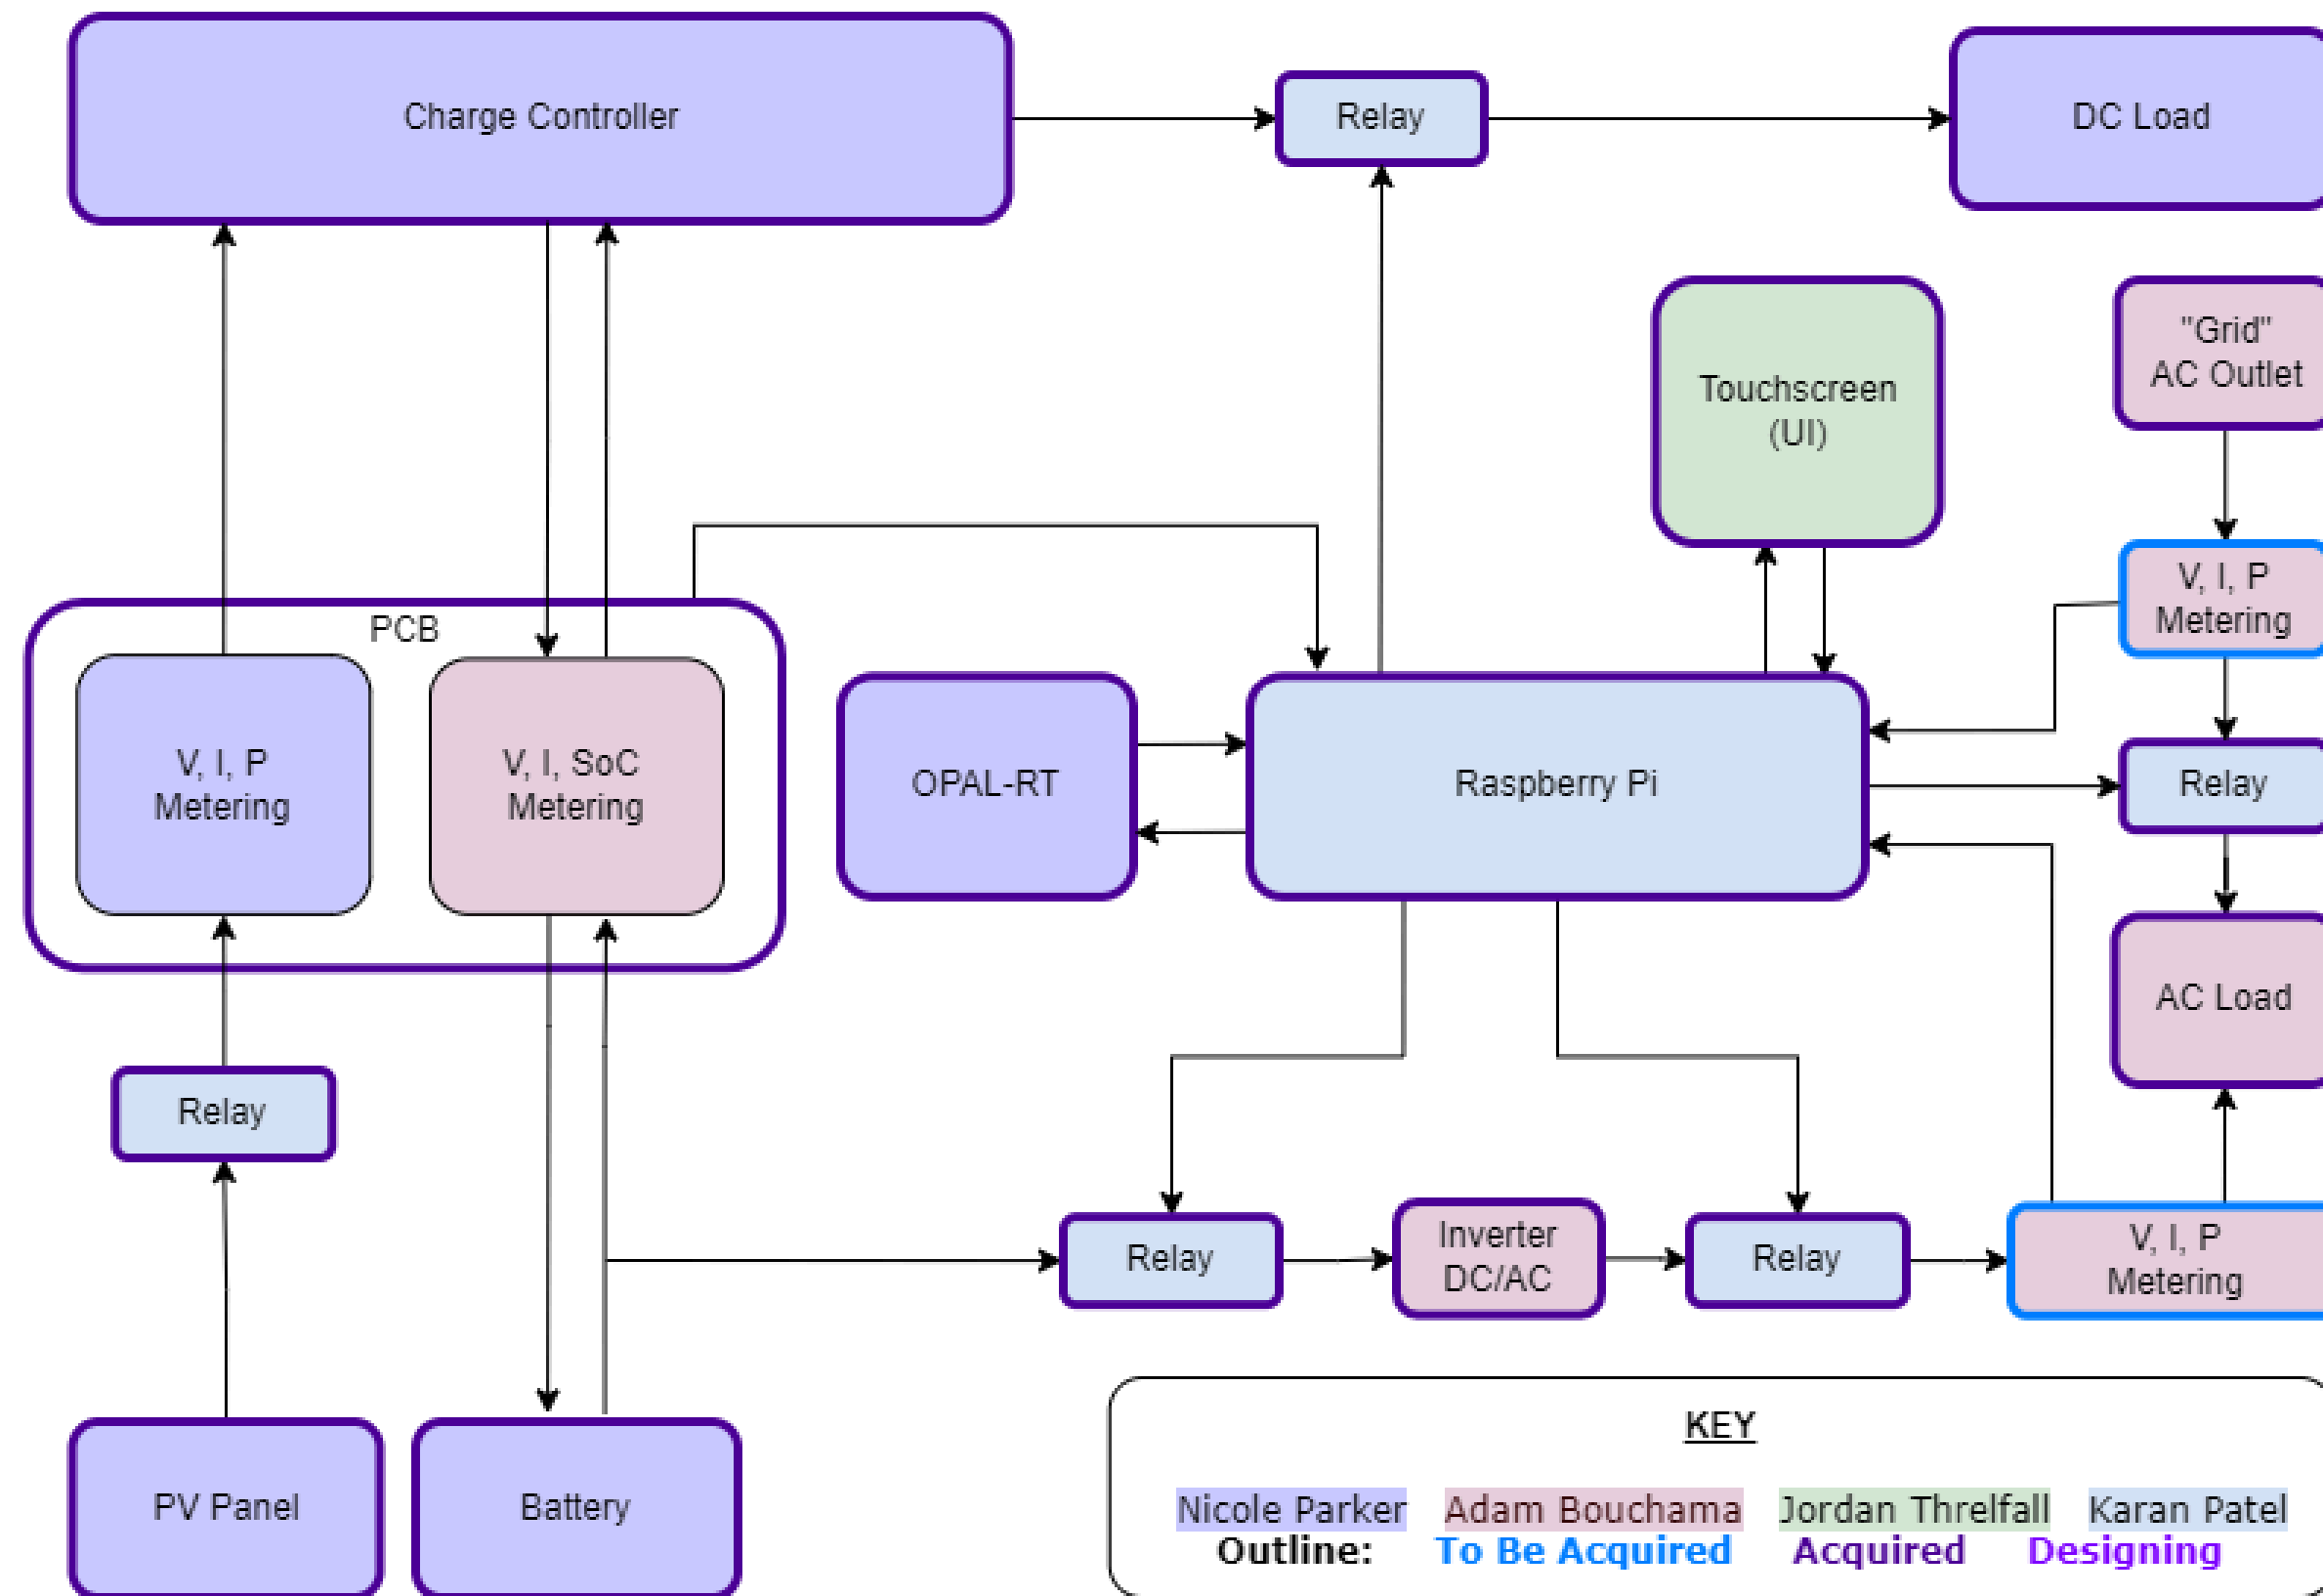 Charge Controller
Relay
DC Load
Touchscreen
(UI)
"Grid"
AC Outlet
V, I, P
Metering
PCB
V, I, P
Metering
V, I, SoC
Metering
OPAL-RT
Raspberry Pi
Relay
AC Load
Relay
Relay
Inverter
DC/AC
Relay
V, I, P
Metering
PV Panel
Battery
KEY
Nicole Parker Adam Bouchama Jordan Threlfall Karan Patel
Outline: To Be Acquired Acquired Designing